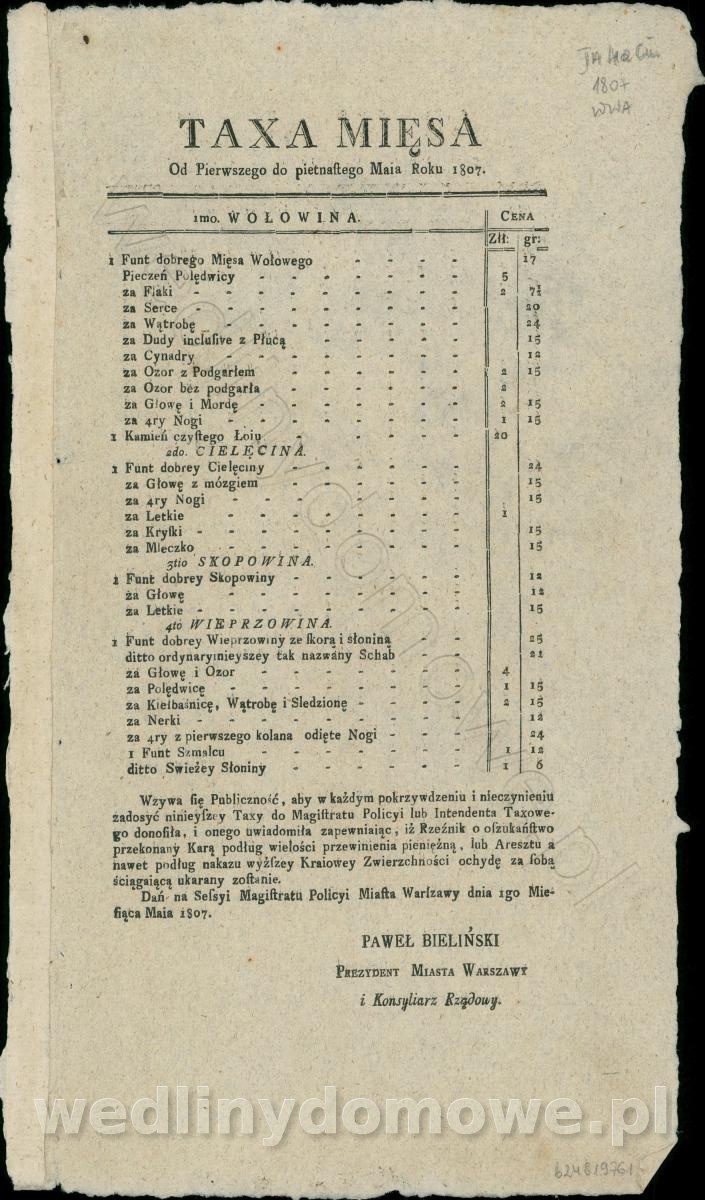 1807
WWA
TAXA MIĘSA
Od Pierwszego do pietnaſtego Maia Roku 1807.
1mo. WOŁOWINA. CENA
Złł: gr:
1 Funt dobrego Mięsa Wołowego - - - - 17
Pieczeń Polędwicy - - - - - - - 5
za Flaki - - - - - - - - - - 2 7½
za Serce - - - - - - - - - 20
za Wątrobę - - - - - - - - 24
za Dudy incluſive z Płucą - - - - - 15
za Cynadry - - - - - - - - 12
za Ozor z Podgarłem - - - - - - 2 15
za Ozor bez podgarła - - - - - - 2
za Głowę i Mordę - - - - - - - 2 15
za 4ry Nogi - - - - - - - - 1 15
1 Kamień czyſtego Łoiu - - - - - 20
2do. CIELĘCINA.
1 Funt dobrey Cielęciny - - - - - - 24
za Głowę z mózgiem - - - - - - 15
za 4ry Nogi - - - - - - - - 15
za Letkie - - - - - - - - - 1
za Kryſki - - - - - - - - - 15
za Mleczko - - - - - - - - 15
3tio SKOPOWINA.
1 Funt dobrey Skopowiny - - - - - - 12
za Głowę - - - - - - - - 12
za Letkie - - - - - - - - - 15
4to WIEPRZOWINA.
1 Funt dobrey Wieprzowiny ze ſkorą i słoniną - - 25
ditto ordynaryinieyszey tak nazwany Schab - - 21
za Głowę i Ozor - - - - - - - 4
za Polędwicę - - - - - - - - 1 15
za Kiełbaśnicę, Wątrobę i Sledzionę - - - - 2 15
za Nerki - - - - - - - - - 12
za 4ry z pierwszego kolana odięte Nogi - - - 24
1 Funt Szmalcu - - - - - - - 1 12
ditto Swieżey Słoniny - - - - - - 1 6
Wzywa ſię Publiczność, aby w każdym pokrzywdzeniu i nieczynieniu
zadosyć ninieyſzey Taxy do Magiſtratu Policyi lub Intendenta Taxowe-
go donoſiła, i onego uwiadomiła zapewniaiąc, iż Rzeźnik o oſzukańſtwo
przekonany Karą podług wielości przewinienia pieniężną, lub Aresztu a
nawet podług nakazu wyżſzey Kraiowey Zwierzchności ochydę za ſobą
ściągaiącą ukarany zoſtanie.
Dań na Seſsyi Magiſtratu Policyi Miaſta Warſzawy dnia 1go Mie-
ſiąca Maia 1807.
PAWEŁ BIELIŃSKI
PREZYDENT MIASTA WARSZAWY
i Konsyliarz Rządowy.
wedlinydomowe.pl
b24819761